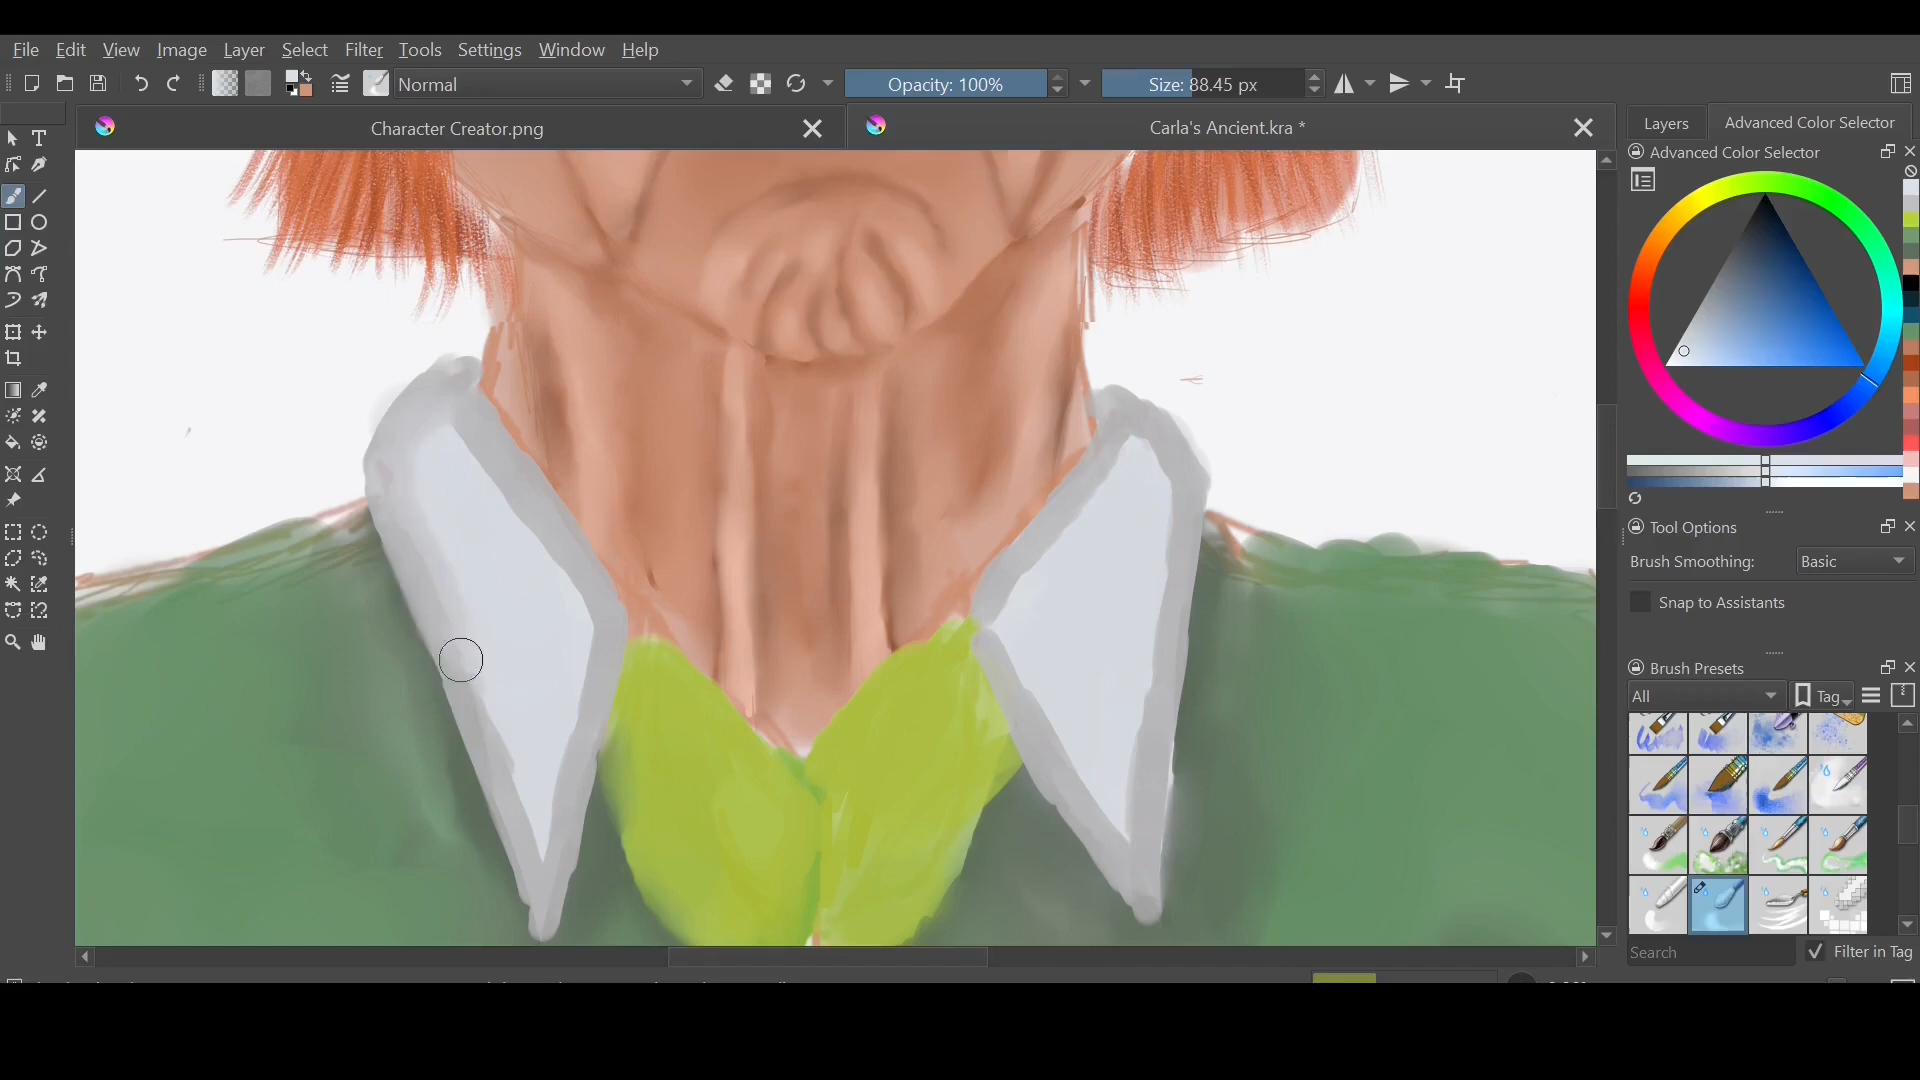 File Edit View Image Layer Select Filter Tools Settings Window Help
Normal Opacity: 100% Size: 88.45 px
Character Creator.png Carla's Ancient.kra * Layers Advanced Color Selector
Advanced Color Selector
Tool Options
Brush Smoothing: Basic
Snap to Assistants
Brush Presets
All Tag
Search Filter in Tag